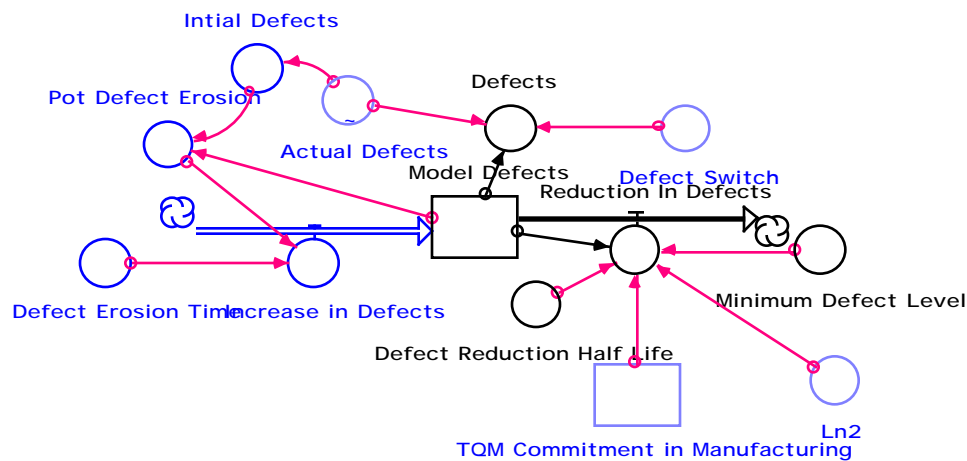 Intial Defects
Defects
Pot Defect Erosion
~
Actual Defects
Model Defects
Defect Switch
Reduction In Defects
Defect Erosion Time
Increase in Defects
Minimum Defect Level
Defect Reduction Half Life
Ln2
TQM Commitment in Manufacturing